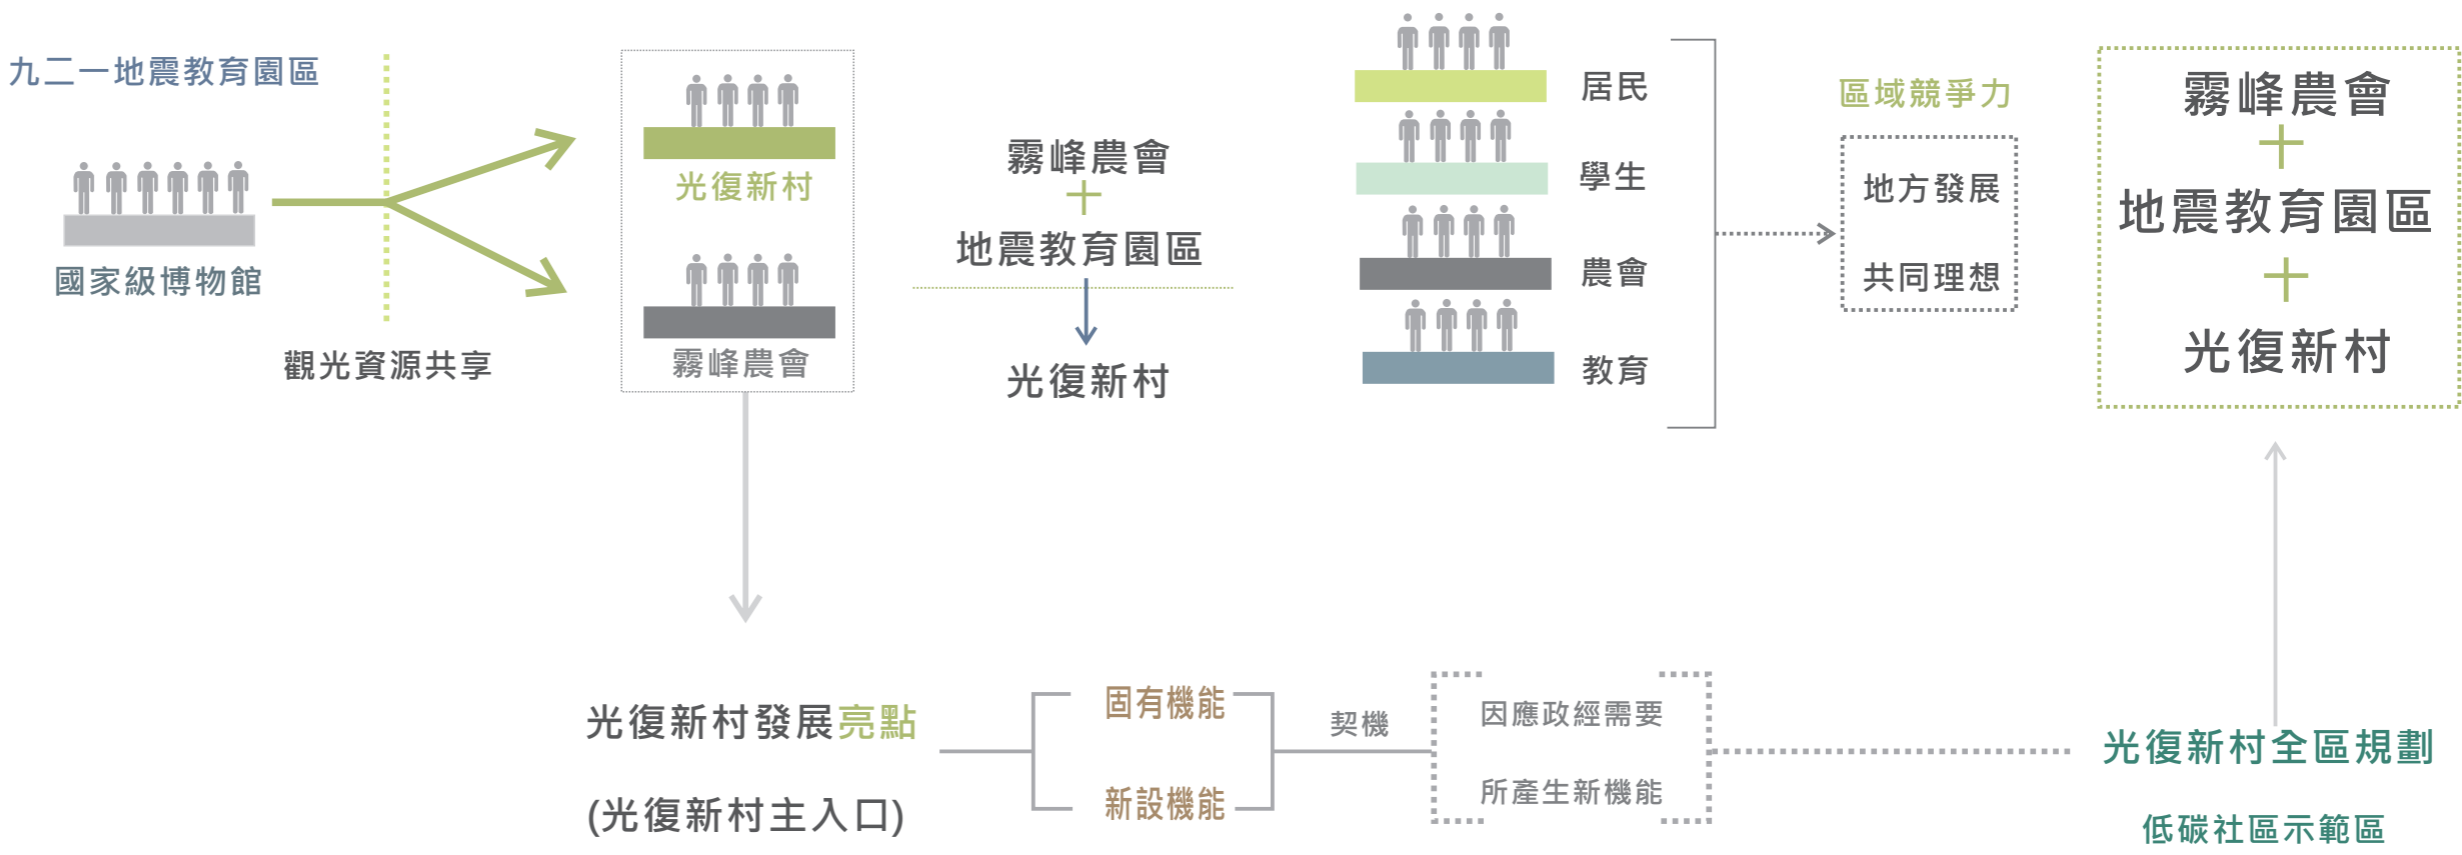 九二一地震教育園區
國家級博物館
觀光資源共享
光復新村
霧峰農會
霧峰農會
+
地震教育園區
光復新村
居民
學生
農會
教育
區域競爭力
地方發展
共同理想
霧峰農會
+
地震教育園區
+
光復新村
光復新村發展亮點
(光復新村主入口)
固有機能
新設機能
契機
因應政經需要
所產生新機能
光復新村全區規劃
低碳社區示範區